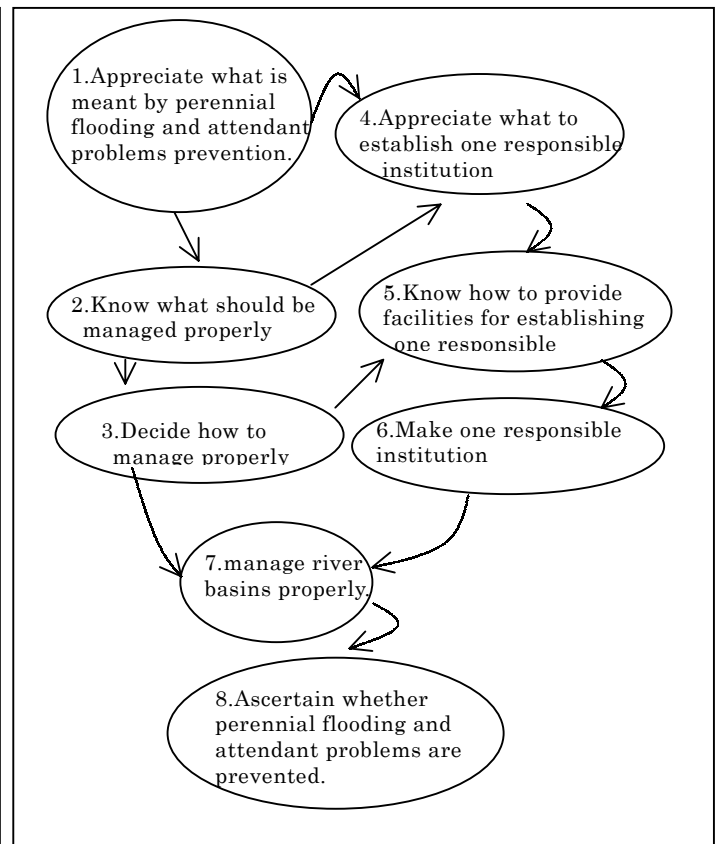 1.Appreciate what is
meant by perennial
flooding and attendant
problems prevention.
4.Appreciate what to
establish one responsible
institution
2.Know what should be
managed properly
5.Know how to provide
facilities for establishing
one responsible
3.Decide how to
manage properly
6.Make one responsible
institution
7.manage river
basins properly.
8.Ascertain whether
perennial flooding and
attendant problems are
prevented.